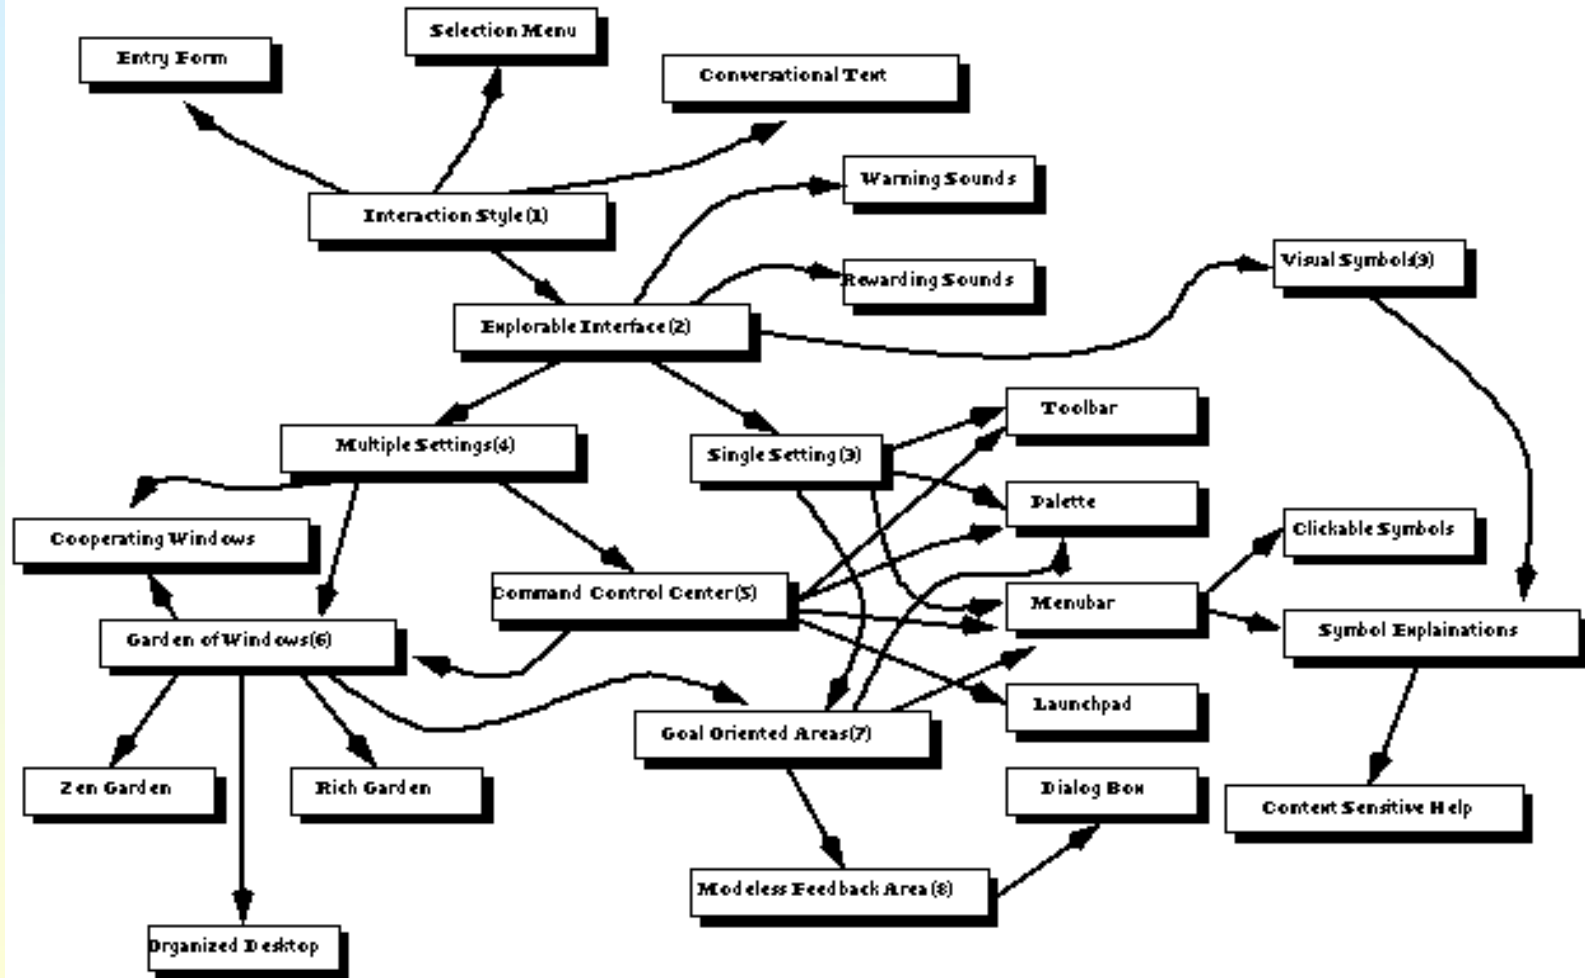 Selection Menu
Entry Form
Conversational Text
Warning Sounds
Interaction Style(1)
Visual Symbols(9)
Rewarding Sounds
Explorable Interface(2)
Toolbar
Multiple Settings(4)
Single Setting(3)
Palette
Clickable Symbols
Cooperating Windows
Command Control Center(5)
Menubar
Symbol Explainations
Garden of Windows(6)
Launchpad
Goal Oriented Areas(7)
Zen Garden
Rich Garden
Dialog Box
Context Sensitive Help
Modeless Feedback Area(8)
Organized Desktop